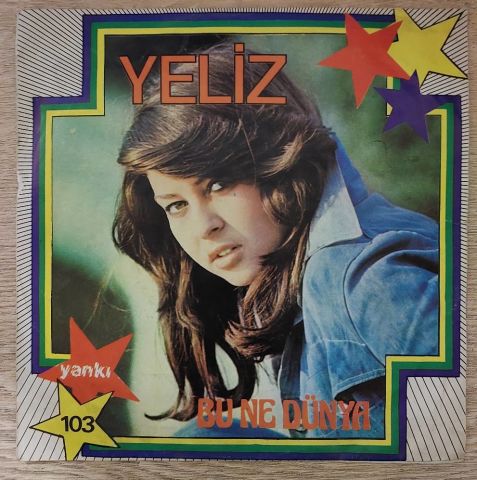 YELİZ
yankı
103
BU NE DÜNYA